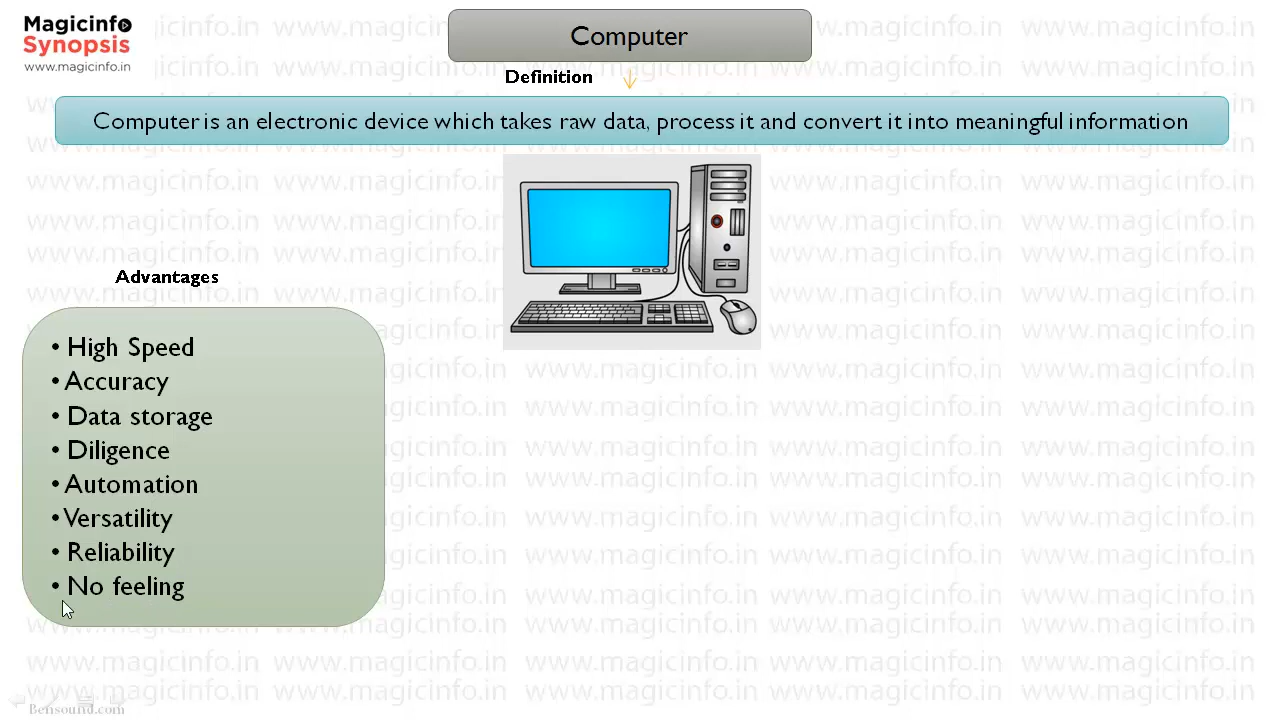 Magicinfo
Synopsis
www.magicinfo.in
Computer
Definition
Computer is an electronic device which takes raw data, process it and convert it into meaningful information
Advantages
• High Speed
• Accuracy
• Data storage
• Diligence
• Automation
• Versatility
• Reliability
• No feeling
Bensound.com